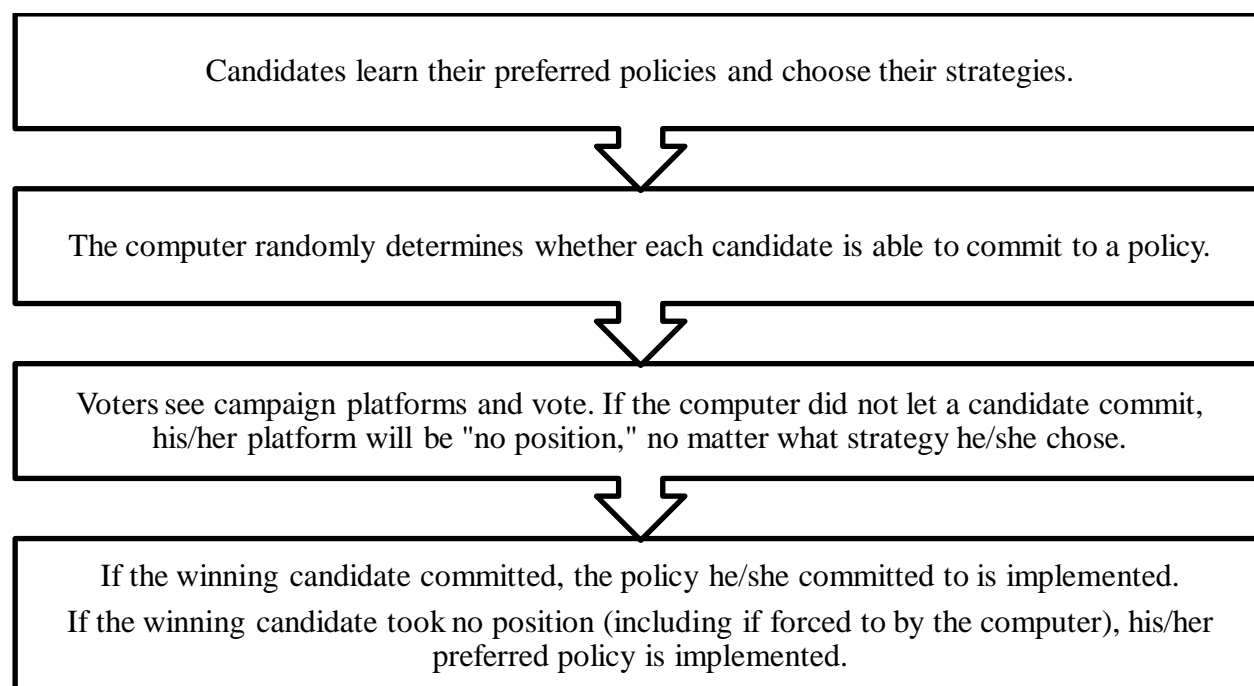 Candidates learn their preferred policies and choose their strategies.
The computer randomly determines whether each candidate is able to commit to a policy.
Voters see campaign platforms and vote. If the computer did not let a candidate commit,
his/her platform will be "no position," no matter what strategy he/she chose.
If the winning candidate committed, the policy he/she committed to is implemented.
If the winning candidate took no position (including if forced to by the computer), his/her
preferred policy is implemented.